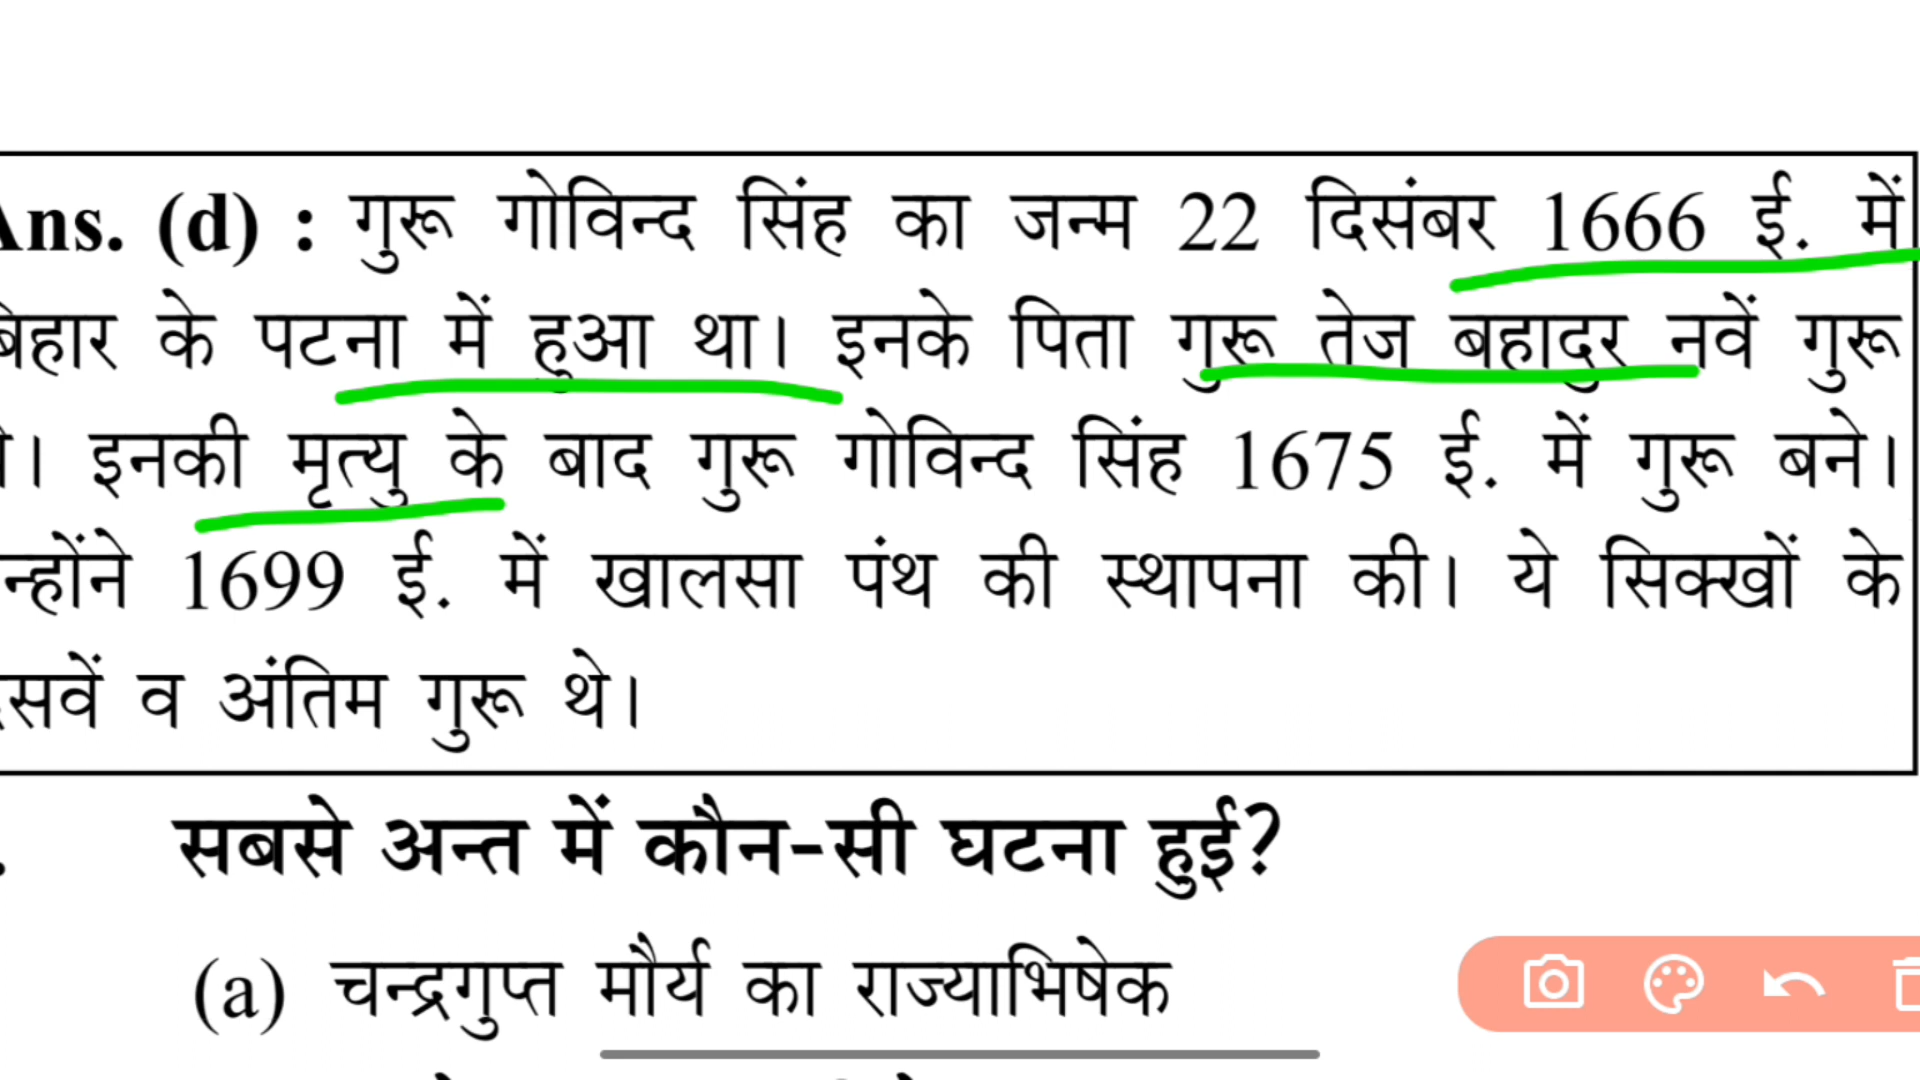 Ans. (d) : गुरू गोविन्द सिंह का जन्म 22 दिसंबर 1666 ई. में
बिहार के पटना में हुआ था। इनके पिता गुरू तेज बहादुर नवें गुरू
थे। इनकी मृत्यु के बाद गुरू गोविन्द सिंह 1675 ई. में गुरू बने।
इन्होंने 1699 ई. में खालसा पंथ की स्थापना की। ये सिक्खों के
दसवें व अंतिम गुरू थे।
सबसे अन्त में कौन-सी घटना हुई?
(a) चन्द्रगुप्त मौर्य का राज्याभिषेक